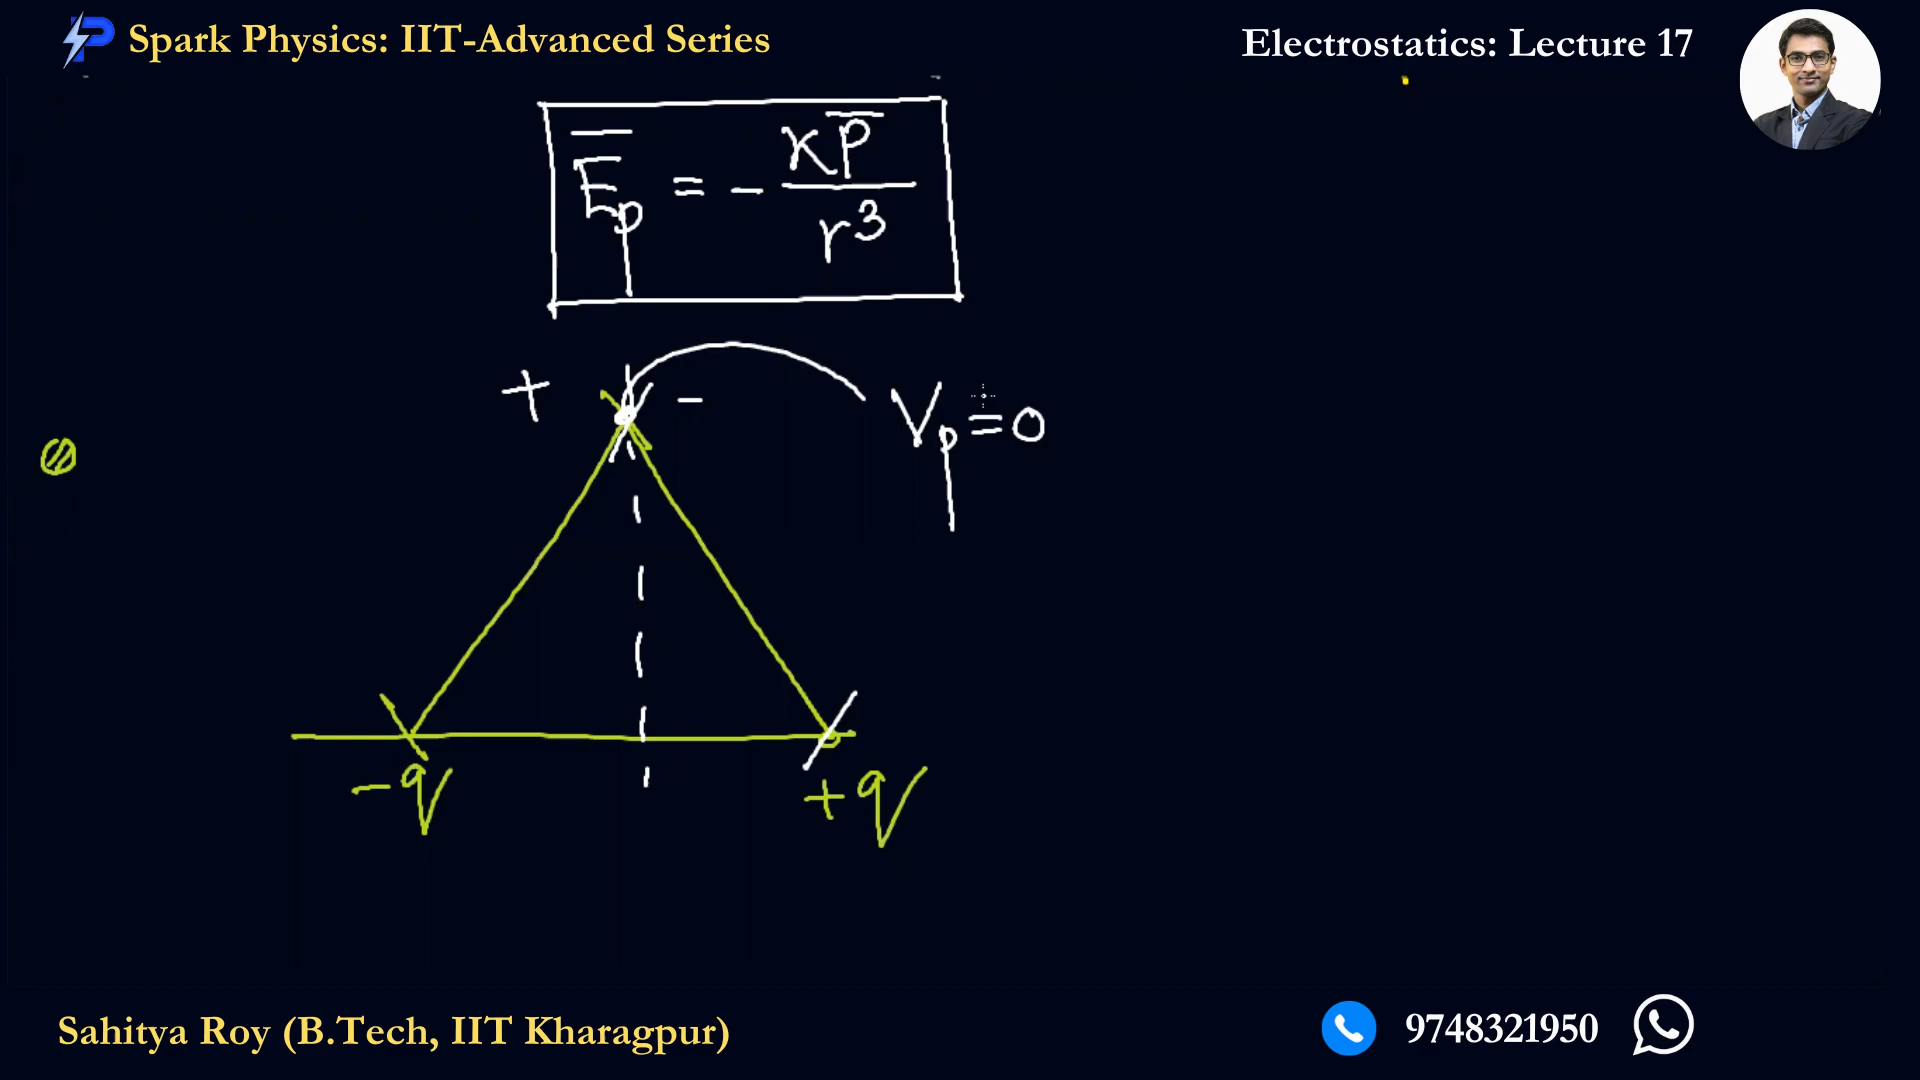 Spark Physics: IIT-Advanced Series
Electrostatics: Lecture 17
E̅p = - KP̅ / r³
+ - Vp = 0
-q +q
Sahitya Roy (B.Tech, IIT Kharagpur)
9748321950